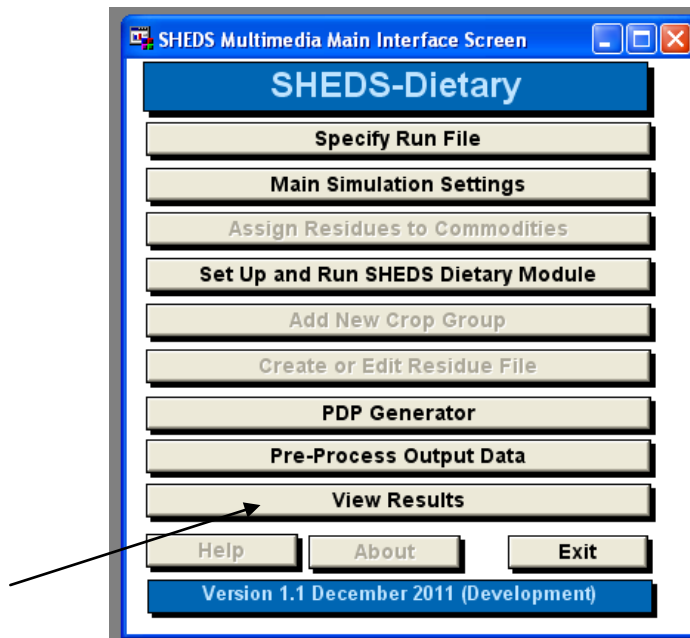 SHEDS Multimedia Main Interface Screen
SHEDS-Dietary
Specify Run File
Main Simulation Settings
Assign Residues to Commodities
Set Up and Run SHEDS Dietary Module
Add New Crop Group
Create or Edit Residue File
PDP Generator
Pre-Process Output Data
View Results
Help About Exit
Version 1.1 December 2011 (Development)